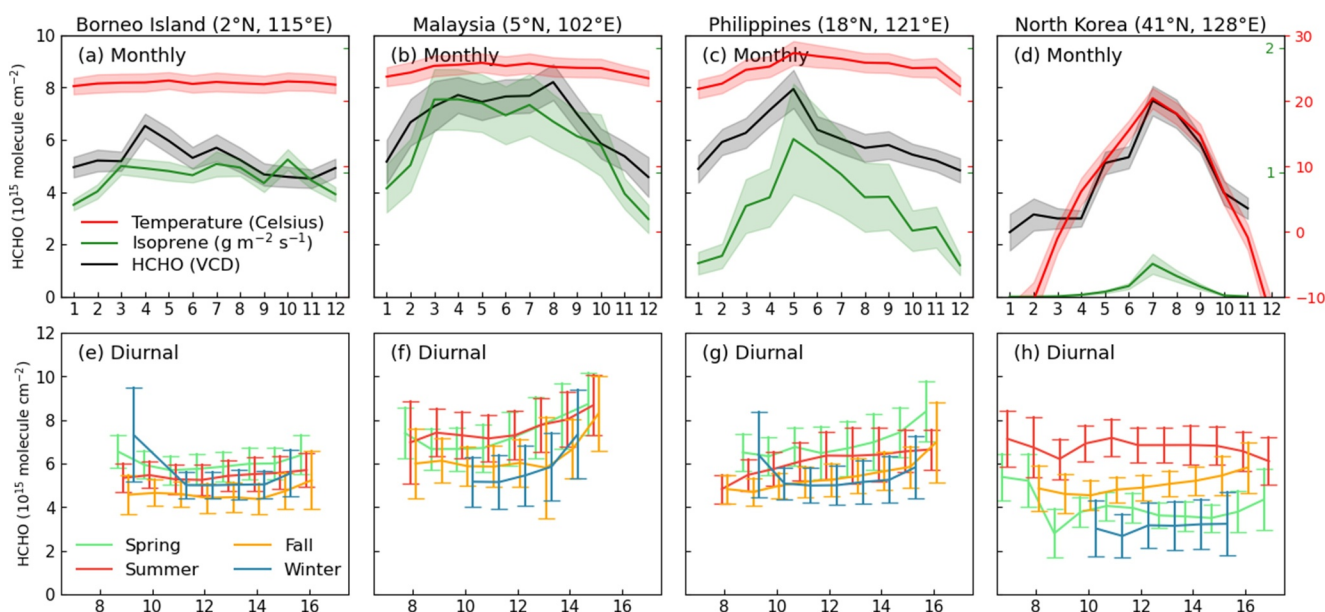 Borneo Island (2°N, 115°E) Malaysia (5°N, 102°E) Philippines (18°N, 121°E) North Korea (41°N, 128°E)
10 (a) Monthly (b) Monthly (c) Monthly (d) Monthly 2 30
8 20
6
1 10
4
Temperature (Celsius) 0
Isoprene (g m⁻² s⁻¹)
2
HCHO (VCD)
0 -10
HCHO (10¹⁵ molecule cm⁻²)
1 2 3 4 5 6 7 8 9 10 11 12 1 2 3 4 5 6 7 8 9 10 11 12 1 2 3 4 5 6 7 8 9 10 11 12 1 2 3 4 5 6 7 8 9 10 11 12
12
(e) Diurnal (f) Diurnal (g) Diurnal (h) Diurnal
10
8
6
4
Spring Fall
2
Summer Winter
0
HCHO (10¹⁵ molecule cm⁻²)
8 10 12 14 16 8 10 12 14 16 8 10 12 14 16 8 10 12 14 16